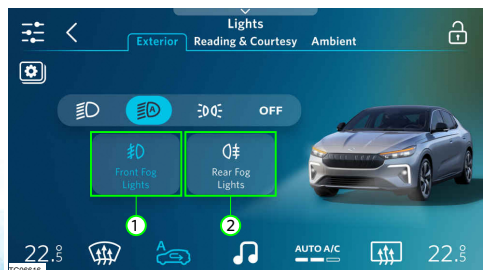 Lights
Exterior Reading & Courtesy Ambient
A OFF
Front Fog Rear Fog
Lights Lights
1 2
22.5° A AUTO A/C 22.5°
TC06616